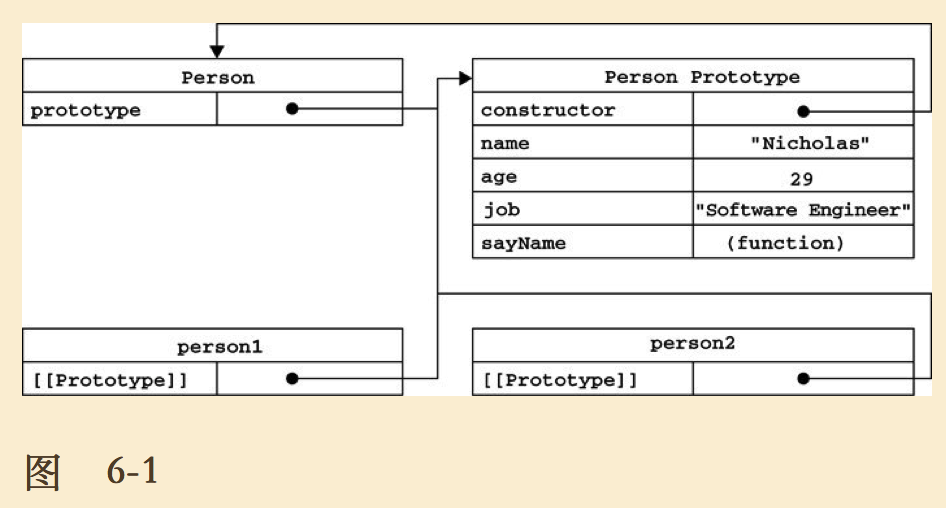 Person
prototype
Person Prototype
constructor
name "Nicholas"
age 29
job "Software Engineer"
sayName (function)
person1
[[Prototype]]
person2
[[Prototype]]
图 6-1